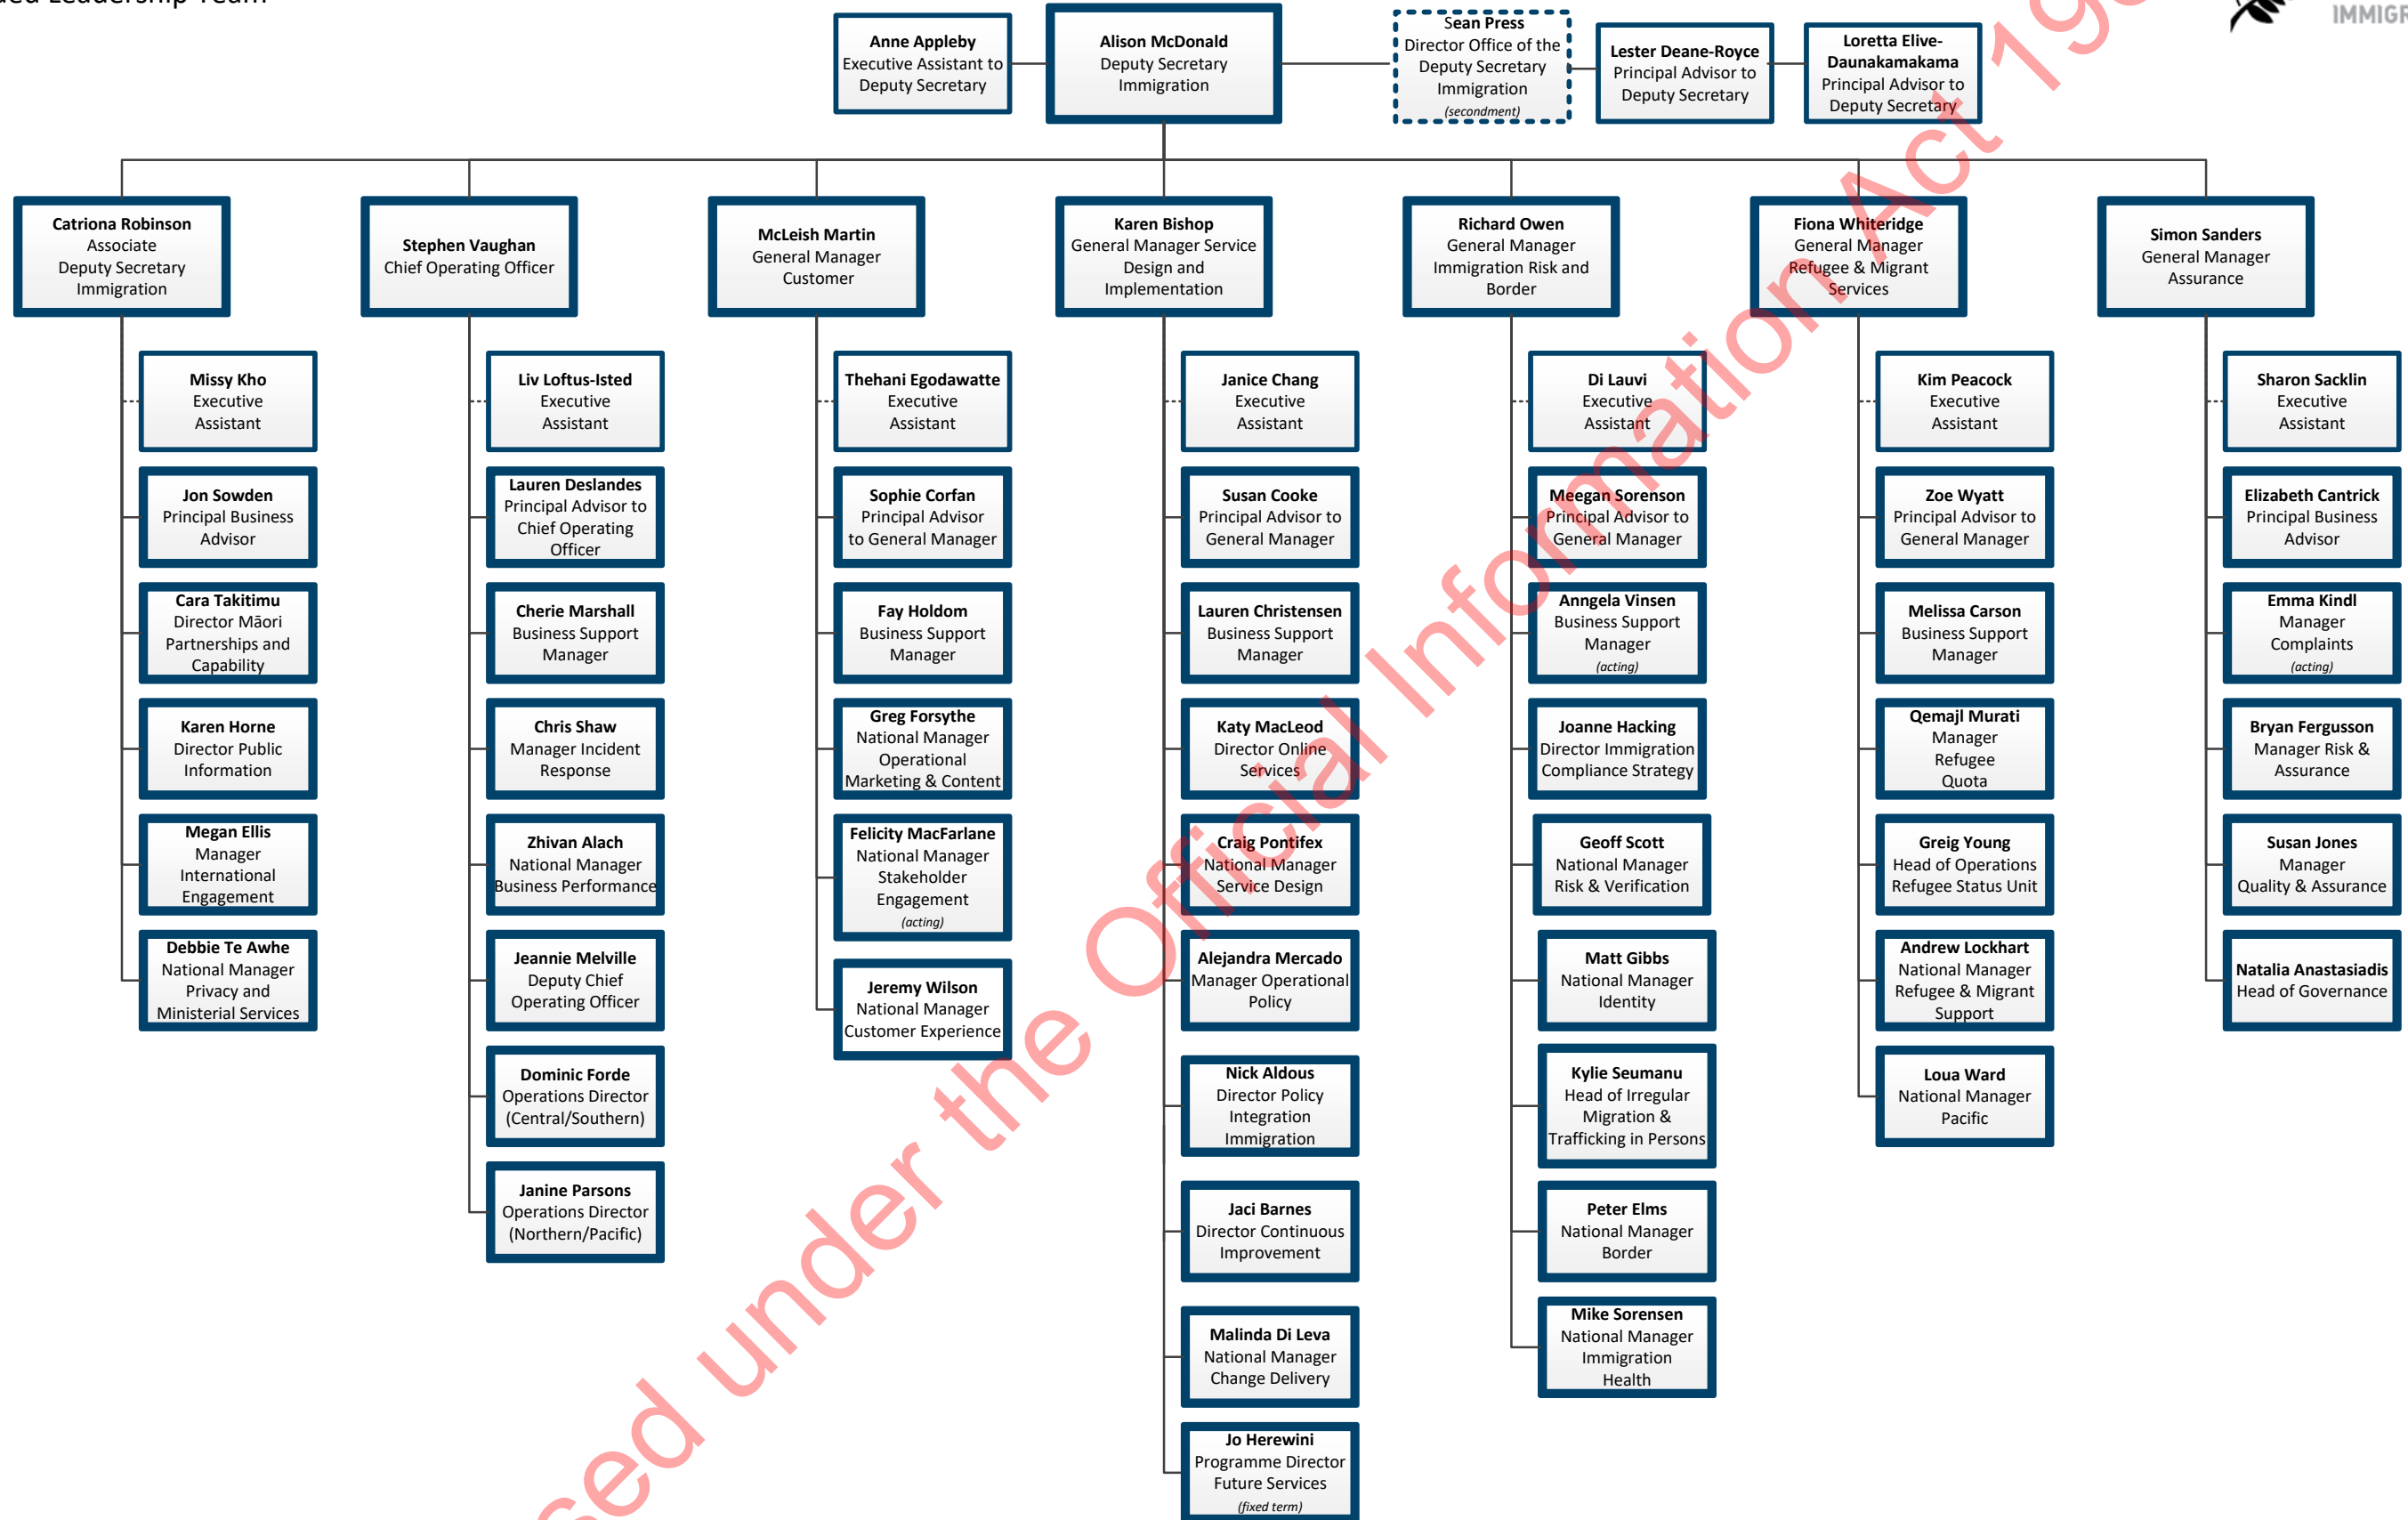 Leadership Team
IMMIGR
Anne Appleby
Executive Assistant to
Deputy Secretary
Alison McDonald
Deputy Secretary
Immigration
Sean Press
Director Office of the
Deputy Secretary
Immigration
(secondment)
Lester Deane-Royce
Principal Advisor to
Deputy Secretary
Loretta Elive-
Daunakamakama
Principal Advisor to
Deputy Secretary
Catriona Robinson
Associate
Deputy Secretary
Immigration
Stephen Vaughan
Chief Operating Officer
McLeish Martin
General Manager
Customer
Karen Bishop
General Manager Service
Design and
Implementation
Richard Owen
General Manager
Immigration Risk and
Border
Fiona Whiteridge
General Manager
Refugee & Migrant
Services
Simon Sanders
General Manager
Assurance
Missy Kho
Executive
Assistant
Jon Sowden
Principal Business
Advisor
Cara Takitimu
Director Māori
Partnerships and
Capability
Karen Horne
Director Public
Information
Megan Ellis
Manager
International
Engagement
Debbie Te Awhe
National Manager
Privacy and
Ministerial Services
Liv Loftus-Isted
Executive
Assistant
Lauren Deslandes
Principal Advisor to
Chief Operating
Officer
Cherie Marshall
Business Support
Manager
Chris Shaw
Manager Incident
Response
Zhivan Alach
National Manager
Business Performance
Jeannie Melville
Deputy Chief
Operating Officer
Dominic Forde
Operations Director
(Central/Southern)
Janine Parsons
Operations Director
(Northern/Pacific)
Thehani Egodawatte
Executive
Assistant
Sophie Corfan
Principal Advisor
to General Manager
Fay Holdom
Business Support
Manager
Greg Forsythe
National Manager
Operational
Marketing & Content
Felicity MacFarlane
National Manager
Stakeholder
Engagement
(acting)
Jeremy Wilson
National Manager
Customer Experience
Janice Chang
Executive
Assistant
Susan Cooke
Principal Advisor to
General Manager
Lauren Christensen
Business Support
Manager
Katy MacLeod
Director Online
Services
Craig Pontifex
National Manager
Service Design
Alejandra Mercado
Manager Operational
Policy
Nick Aldous
Director Policy
Integration
Immigration
Jaci Barnes
Director Continuous
Improvement
Malinda Di Leva
National Manager
Change Delivery
Jo Herewini
Programme Director
Future Services
(fixed term)
Di Lauvi
Executive
Assistant
Meegan Sorenson
Principal Advisor to
General Manager
Anngela Vinsen
Business Support
Manager
(acting)
Joanne Hacking
Director Immigration
Compliance Strategy
Geoff Scott
National Manager
Risk & Verification
Matt Gibbs
National Manager
Identity
Kylie Seumanu
Head of Irregular
Migration &
Trafficking in Persons
Peter Elms
National Manager
Border
Mike Sorensen
National Manager
Immigration
Health
Kim Peacock
Executive
Assistant
Zoe Wyatt
Principal Advisor to
General Manager
Melissa Carson
Business Support
Manager
Qemajl Murati
Manager
Refugee
Quota
Greig Young
Head of Operations
Refugee Status Unit
Andrew Lockhart
National Manager
Refugee & Migrant
Support
Loua Ward
National Manager
Pacific
Sharon Sacklin
Executive
Assistant
Elizabeth Cantrick
Principal Business
Advisor
Emma Kindl
Manager
Complaints
(acting)
Bryan Fergusson
Manager Risk &
Assurance
Susan Jones
Manager
Quality & Assurance
Natalia Anastasiadis
Head of Governance
sed under the Official Information Act 19